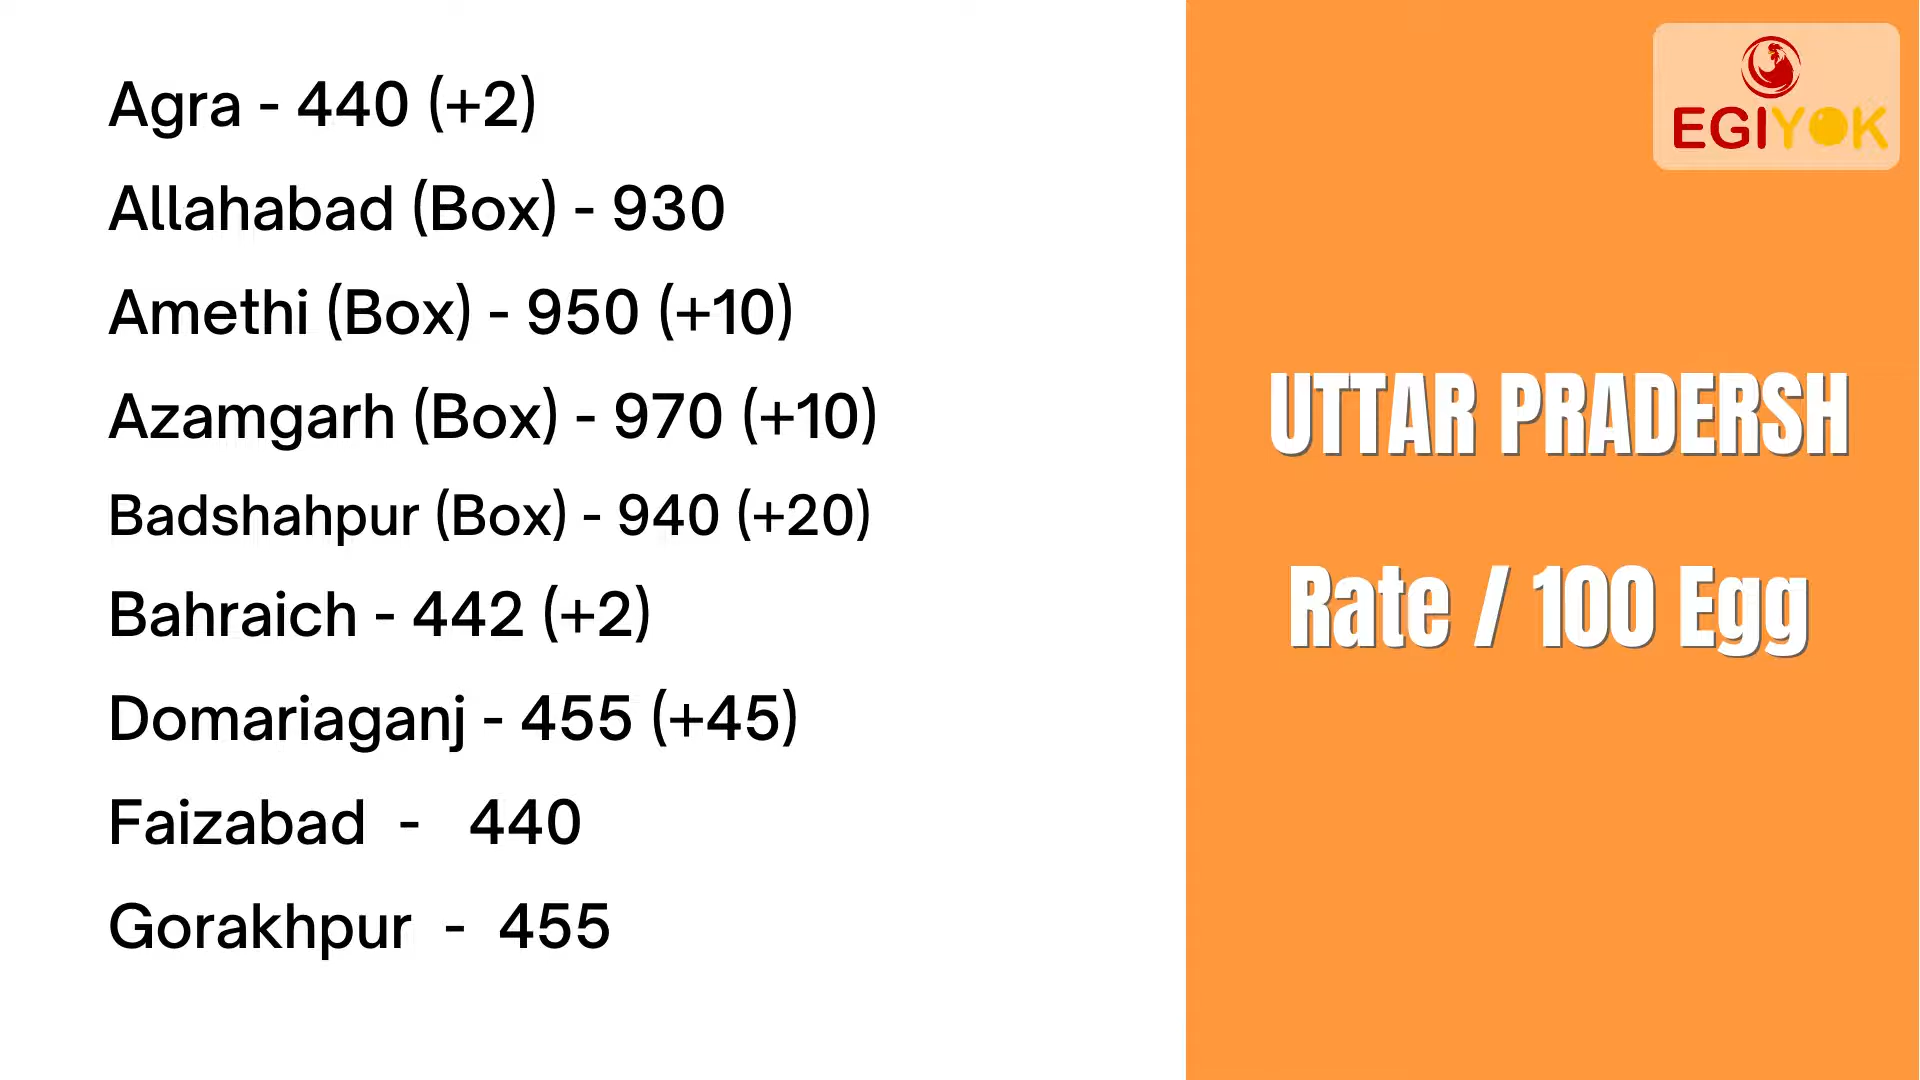 Agra - 440 (+2)
Allahabad (Box) - 930
Amethi (Box) - 950 (+10)
Azamgarh (Box) - 970 (+10)
Badshahpur (Box) - 940 (+20)
Bahraich - 442 (+2)
Domariaganj - 455 (+45)
Faizabad - 440
Gorakhpur - 455
EGIYOK
UTTAR PRADERSH
Rate / 100 Egg